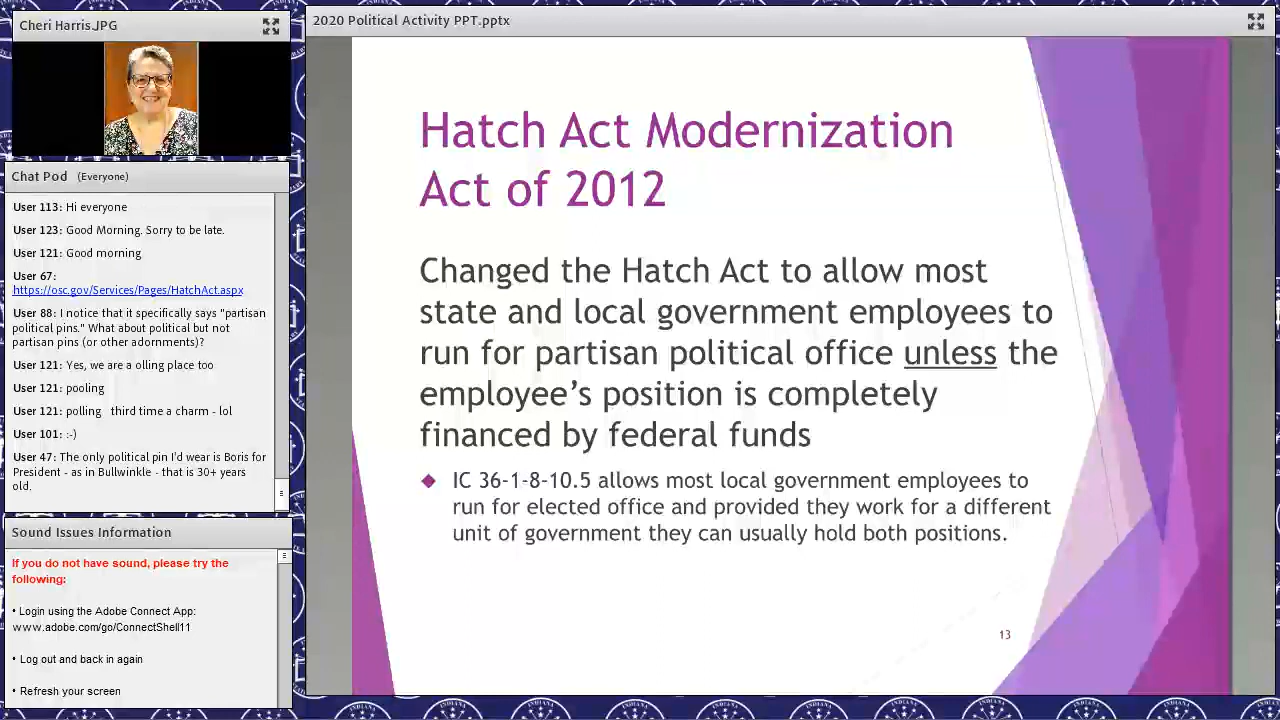 Cheri Harris.JPG
Chat Pod (Everyone)
User 113: Hi everyone
User 123: Good Morning. Sorry to be late.
User 121: Good morning
User 67:
https://osc.gov/Services/Pages/HatchAct.aspx
User 88: I notice that it specifically says "partisan
political pins." What about political but not
partisan pins (or other adornments)?
User 121: Yes, we are a olling place too
User 121: pooling
User 121: polling third time a charm - lol
User 101: :-)
User 47: The only political pin I'd wear is Boris for
President - as in Bullwinkle - that is 30+ years
old.
Sound Issues Information
If you do not have sound, please try the
following:
• Login using the Adobe Connect App:
www.adobe.com/go/ConnectShell11
• Log out and back in again
• Refresh your screen
2020 Political Activity PPT.pptx
Hatch Act Modernization
Act of 2012
Changed the Hatch Act to allow most
state and local government employees to
run for partisan political office unless the
employee’s position is completely
financed by federal funds
IC 36-1-8-10.5 allows most local government employees to
run for elected office and provided they work for a different
unit of government they can usually hold both positions.
13
INDIANA